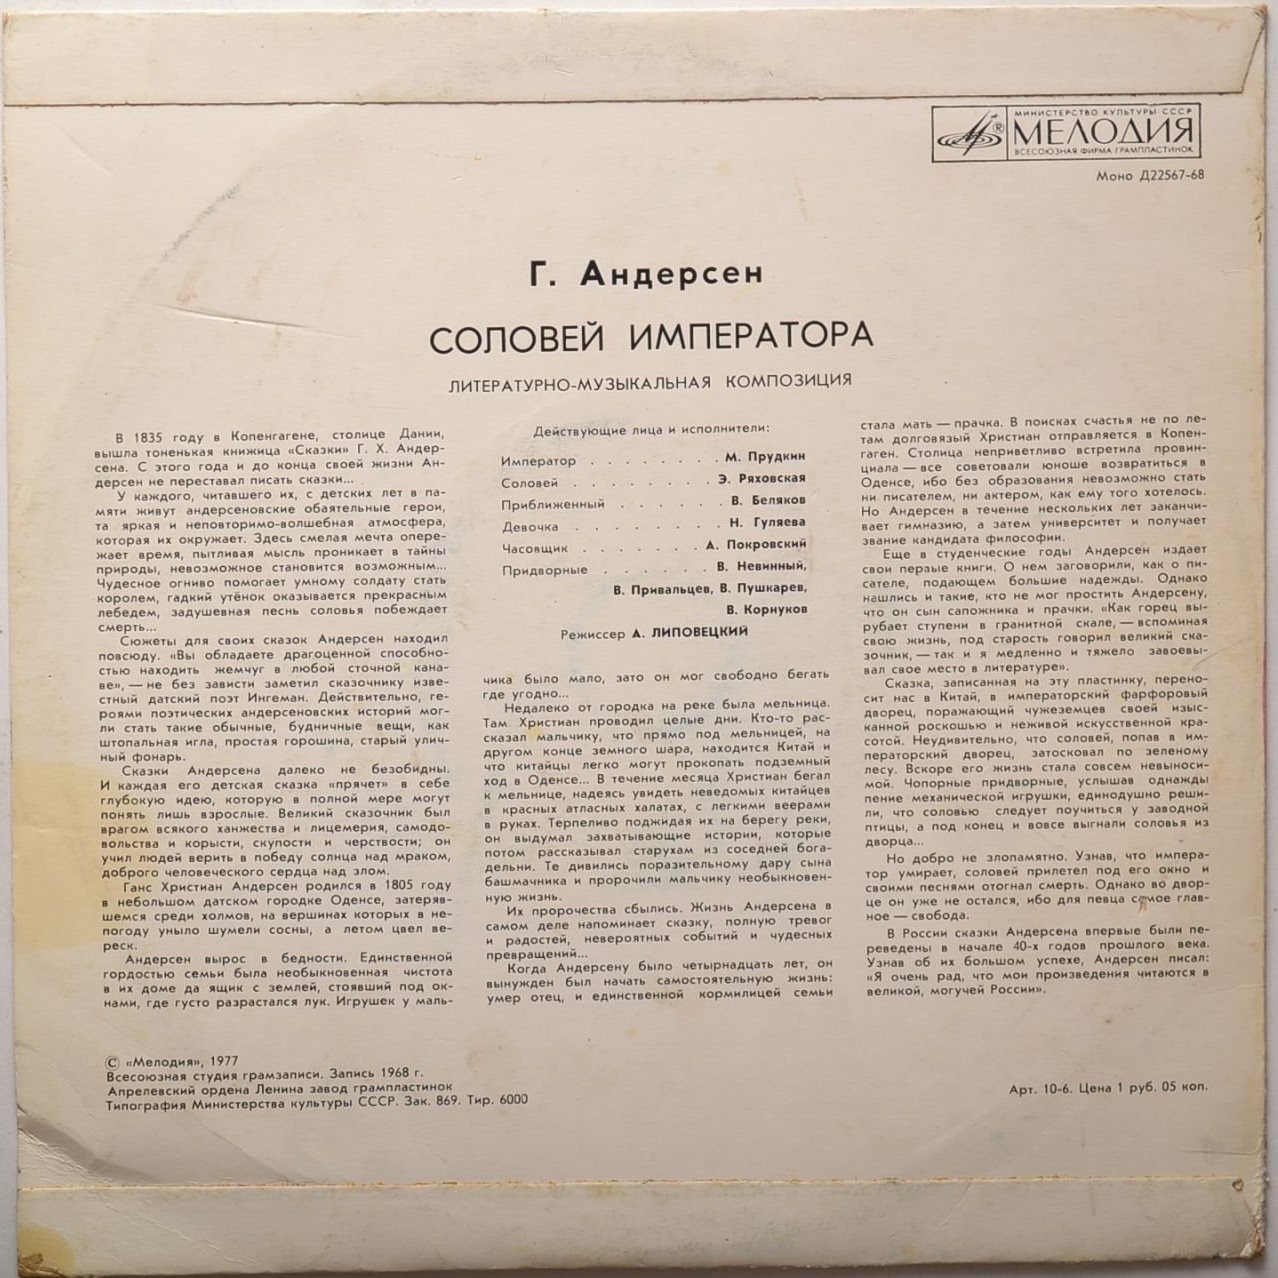 МИНИСТЕРСТВО КУЛЬТУРЫ СССР
МЕЛОДИЯ
ВСЕСОЮЗНАЯ ФИРМА ГРАМПЛАСТИНОК
Моно Д22567-68
Г. Андерсен
СОЛОВЕЙ ИМПЕРАТОРА
ЛИТЕРАТУРНО-МУЗЫКАЛЬНАЯ КОМПОЗИЦИЯ
В 1835 году в Копенгагене, столице Дании,
вышла тоненькая книжица «Сказки» Г. Х. Андер-
сена. С этого года и до конца своей жизни Ан-
дерсен не переставал писать сказки...
У каждого, читавшего их, с детских лет в па-
мяти живут андерсеновские обаятельные герои,
та яркая и неповторимо-волшебная атмосфера,
которая их окружает. Здесь смелая мечта опере-
жает время, пытливая мысль проникает в тайны
природы, невозможное становится возможным...
Чудесное огниво помогает умному солдату стать
королем, гадкий утёнок оказывается прекрасным
лебедем, задушевная песнь соловья побеждает
смерть...
Сюжеты для своих сказок Андерсен находил
повсюду. «Вы обладаете драгоценной способно-
стью находить жемчуг в любой сточной кана-
ве», — не без зависти заметил сказочнику изве-
стный датский поэт Ингеман. Действительно, ге-
роями поэтических андерсеновских историй мог-
ли стать такие обычные, будничные вещи, как
штопальная игла, простая горошина, старый улич-
ный фонарь.
Сказки Андерсена далеко не безобидны.
И каждая его детская сказка «прячет» в себе
глубокую идею, которую в полной мере могут
понять лишь взрослые. Великий сказочник был
врагом всякого ханжества и лицемерия, самодо-
вольства и корысти, скупости и черствости; он
учил людей верить в победу солнца над мраком,
доброго человеческого сердца над злом.
Ганс Христиан Андерсен родился в 1805 году
в небольшом датском городке Оденсе, затеряв-
шемся среди холмов, на вершинах которых в не-
погоду уныло шумели сосны, а летом цвел ве-
реск.
Андерсен вырос в бедности. Единственной
гордостью семьи была необыкновенная чистота
в их доме да ящик с землей, стоявший под ок-
нами, где густо разрастался лук. Игрушек у маль-
Действующие лица и исполнители:
Император . . . . . . . . М. Прудкин
Соловей . . . . . . . . Э. Ряховская
Приближенный . . . . . . В. Беляков
Девочка . . . . . . . . Н. Гуляева
Часовщик . . . . . . . А. Покровский
Придворные . . . . . . В. Невинный,
В. Привальцев, В. Пушкарев,
В. Корнуков
Режиссер А. ЛИПОВЕЦКИЙ
чика было мало, зато он мог свободно бегать
где угодно...
Недалеко от городка на реке была мельница.
Там Христиан проводил целые дни. Кто-то рас-
сказал мальчику, что прямо под мельницей, на
другом конце земного шара, находится Китай и
что китайцы легко могут прокопать подземный
ход в Оденсе... В течение месяца Христиан бегал
к мельнице, надеясь увидеть неведомых китайцев
в красных атласных халатах, с легкими веерами
в руках. Терпеливо поджидая их на берегу реки,
он выдумал захватывающие истории, которые
потом рассказывал старухам из соседней бога-
дельни. Те дивились поразительному дару сына
башмачника и пророчили мальчику необыкновен-
ную жизнь.
Их пророчества сбылись. Жизнь Андерсена в
самом деле напоминает сказку, полную тревог
и радостей, невероятных событий и чудесных
превращений...
Когда Андерсену было четырнадцать лет, он
вынужден был начать самостоятельную жизнь:
умер отец, и единственной кормилицей семьи
стала мать — прачка. В поисках счастья не по ле-
там долговязый Христиан отправляется в Копен-
гаген. Столица неприветливо встретила провин-
циала — все советовали юноше возвратиться в
Оденсе, ибо без образования невозможно стать
ни писателем, ни актером, как ему того хотелось.
Но Андерсен в течение нескольких лет заканчи-
вает гимназию, а затем университет и получает
звание кандидата философии.
Еще в студенческие годы Андерсен издает
свои первые книги. О нем заговорили, как о пи-
сателе, подающем большие надежды. Однако
нашлись и такие, кто не мог простить Андерсену,
что он сын сапожника и прачки. «Как горец вы-
рубает ступени в гранитной скале, — вспоминая
свою жизнь, под старость говорил великий ска-
зочник, — так и я медленно и тяжело завоевы-
вал свое место в литературе».
Сказка, записанная на эту пластинку, перено-
сит нас в Китай, в императорский фарфоровый
дворец, поражающий чужеземцев своей изыс-
канной роскошью и неживой искусственной кра-
сотой. Неудивительно, что соловей, попав в им-
ператорский дворец, затосковал по зеленому
лесу. Вскоре его жизнь стала совсем невыноси-
мой. Чопорные придворные, услышав однажды
пение механической игрушки, единодушно реши-
ли, что соловью следует поучиться у заводной
птицы, а под конец и вовсе выгнали соловья из
дворца...
Но добро не злопамятно. Узнав, что импера-
тор умирает, соловей прилетел под его окно и
своими песнями отогнал смерть. Однако во двор-
це он уже не остался, ибо для певца самое глав-
ное — свобода.
В России сказки Андерсена впервые были пе-
реведены в начале 40-х годов прошлого века.
Узнав об их большом успехе, Андерсен писал:
«Я очень рад, что мои произведения читаются в
великой, могучей России».
© «Мелодия», 1977
Всесоюзная студия грамзаписи. Запись 1968 г.
Апрелевский ордена Ленина завод грампластинок
Типография Министерства культуры СССР. Зак. 869. Тир. 6000
Арт. 10-6. Цена 1 руб. 05 коп.